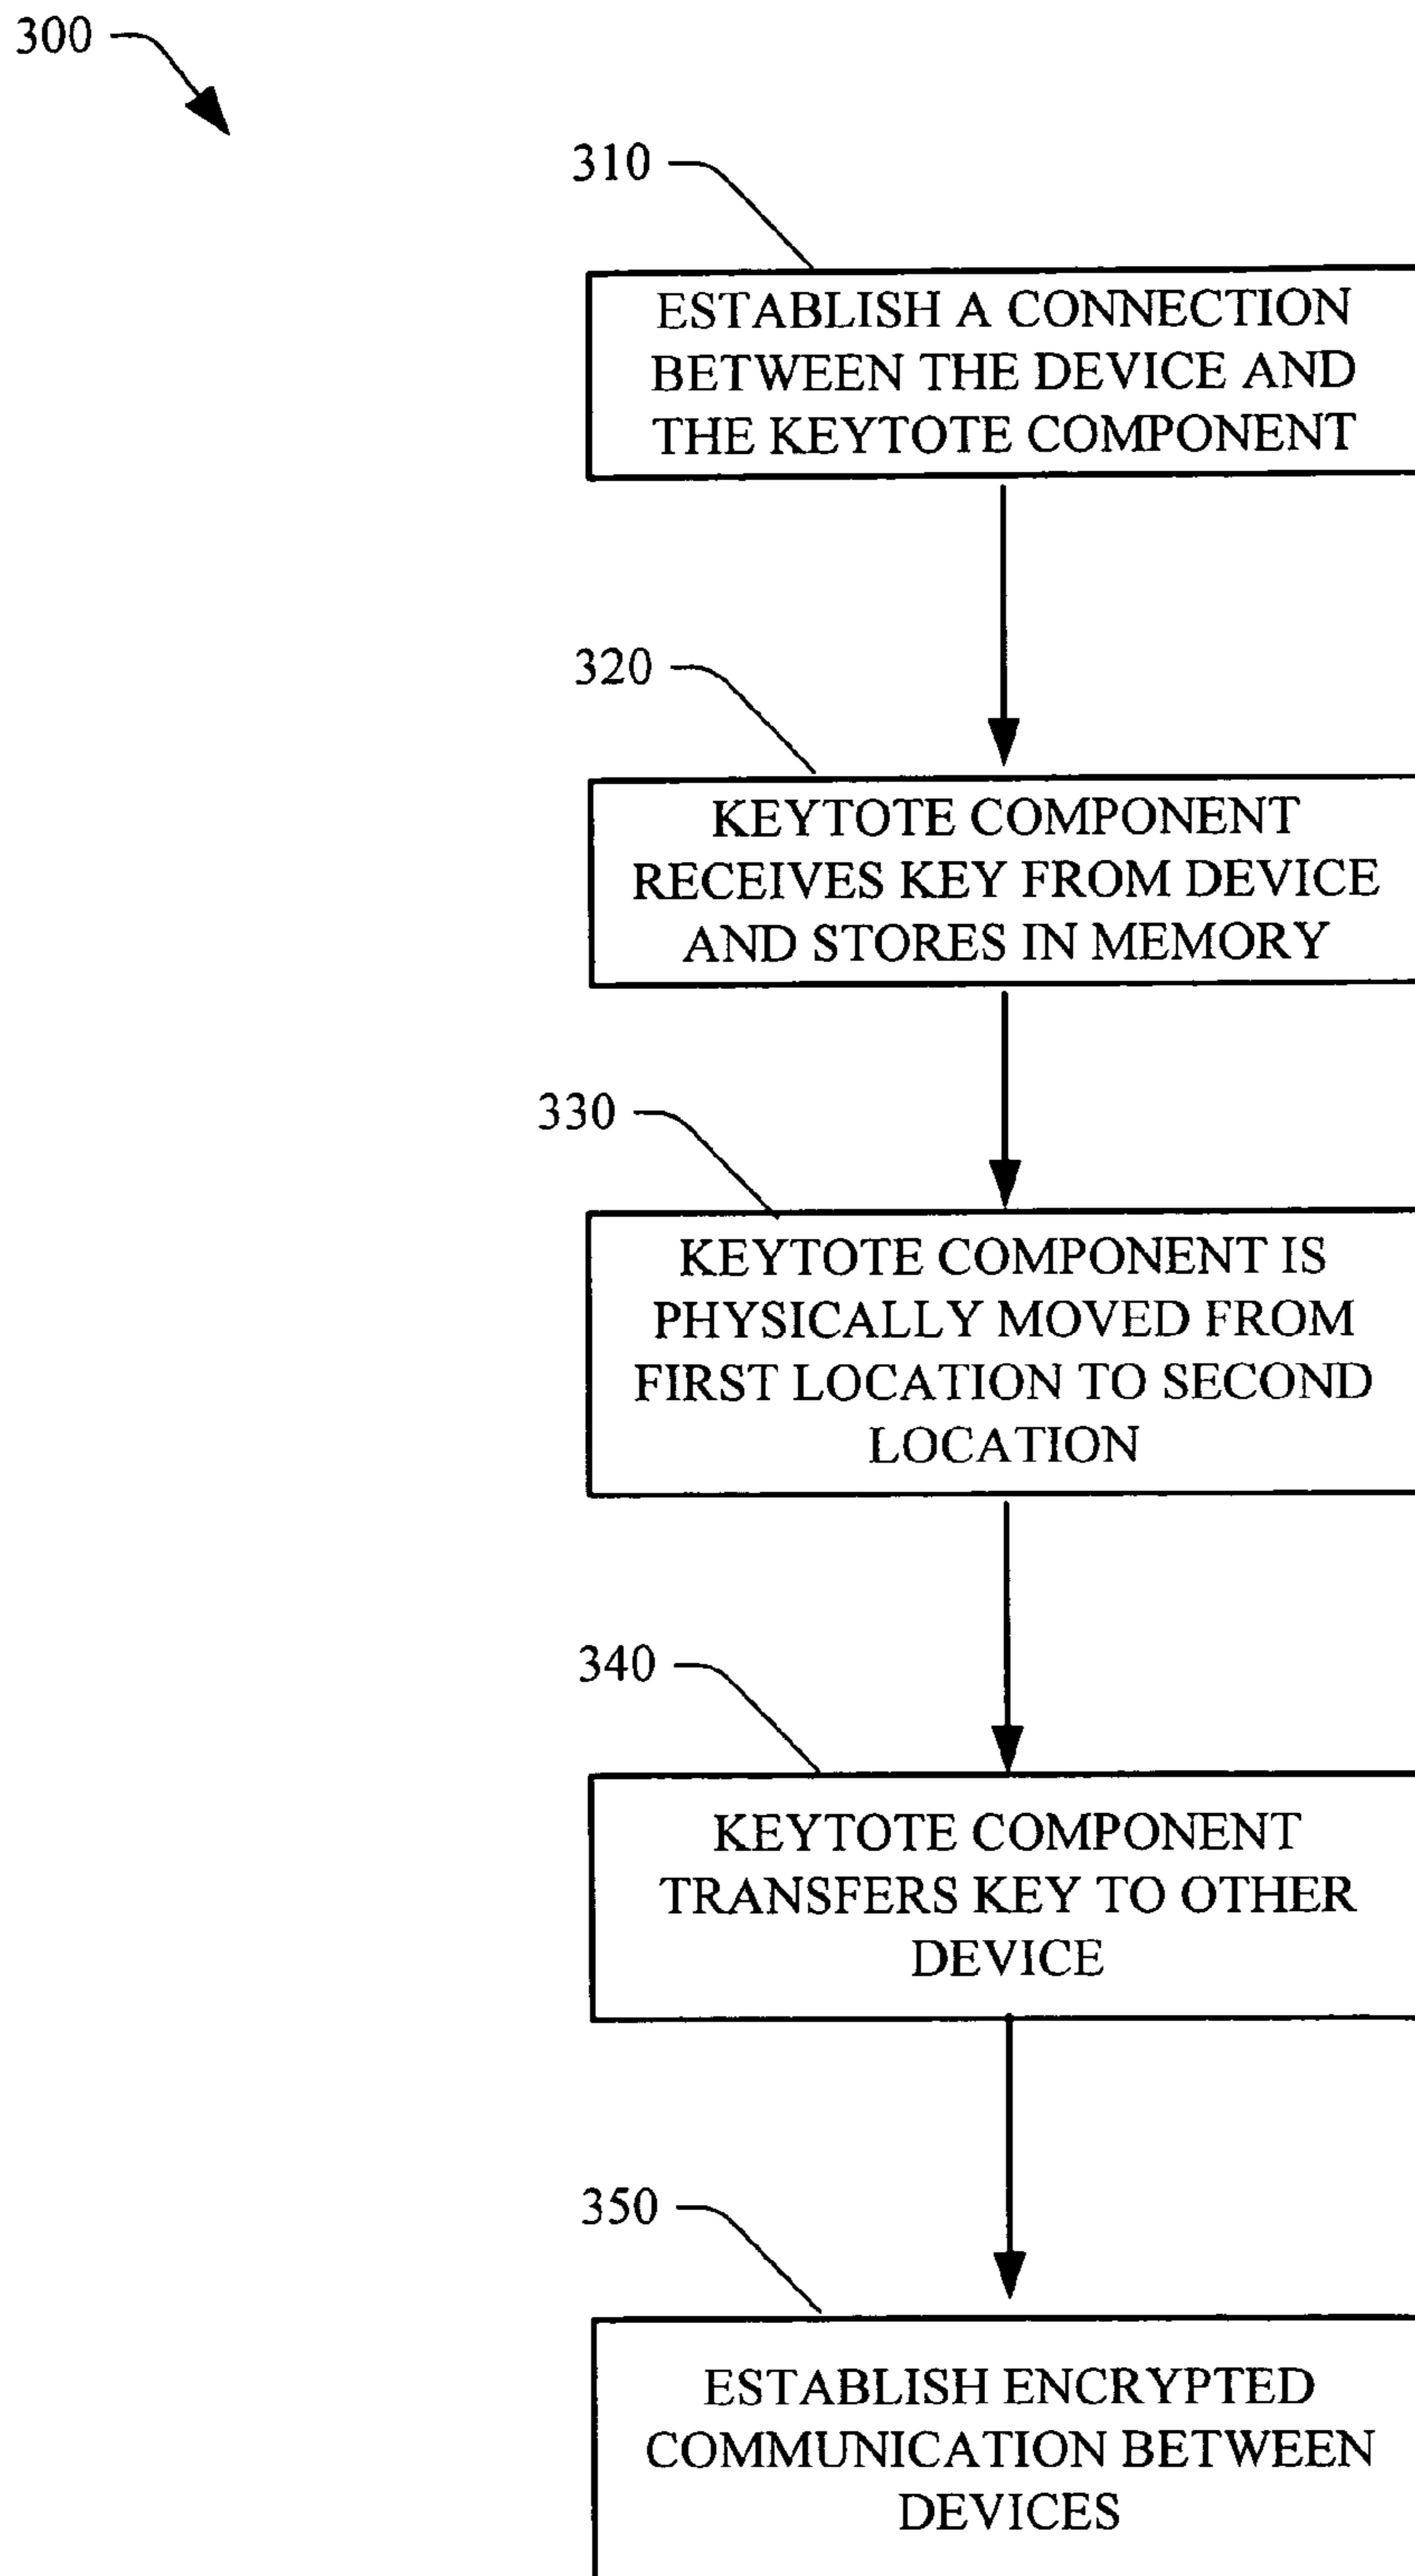 300
310
ESTABLISH A CONNECTION
BETWEEN THE DEVICE AND
THE KEYTOTE COMPONENT
320
KEYTOTE COMPONENT
RECEIVES KEY FROM DEVICE
AND STORES IN MEMORY
330
KEYTOTE COMPONENT IS
PHYSICALLY MOVED FROM
FIRST LOCATION TO SECOND
LOCATION
340
KEYTOTE COMPONENT
TRANSFERS KEY TO OTHER
DEVICE
350
ESTABLISH ENCRYPTED
COMMUNICATION BETWEEN
DEVICES